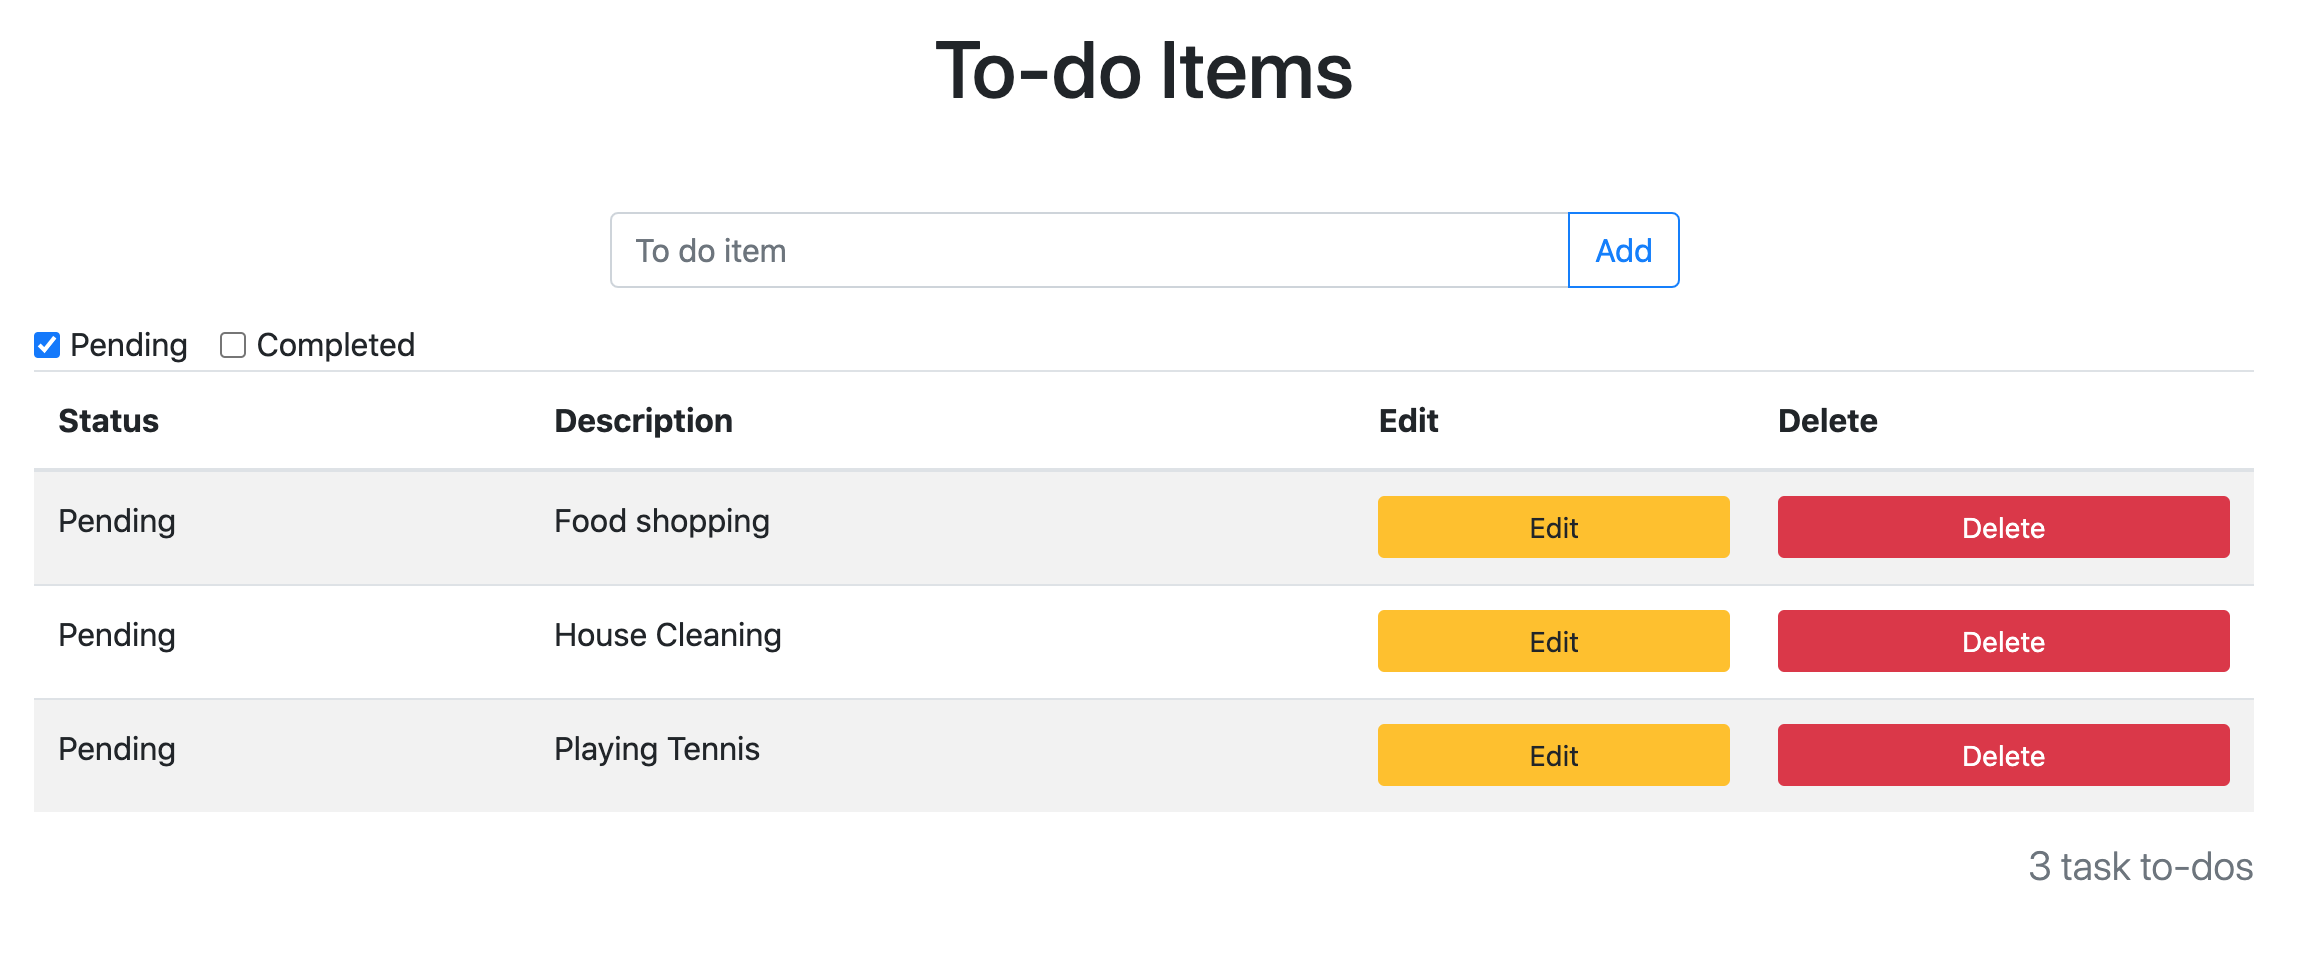 To-do Items
To do item Add
Pending Completed
Status Description Edit Delete
Pending Food shopping Edit Delete
Pending House Cleaning Edit Delete
Pending Playing Tennis Edit Delete
3 task to-dos